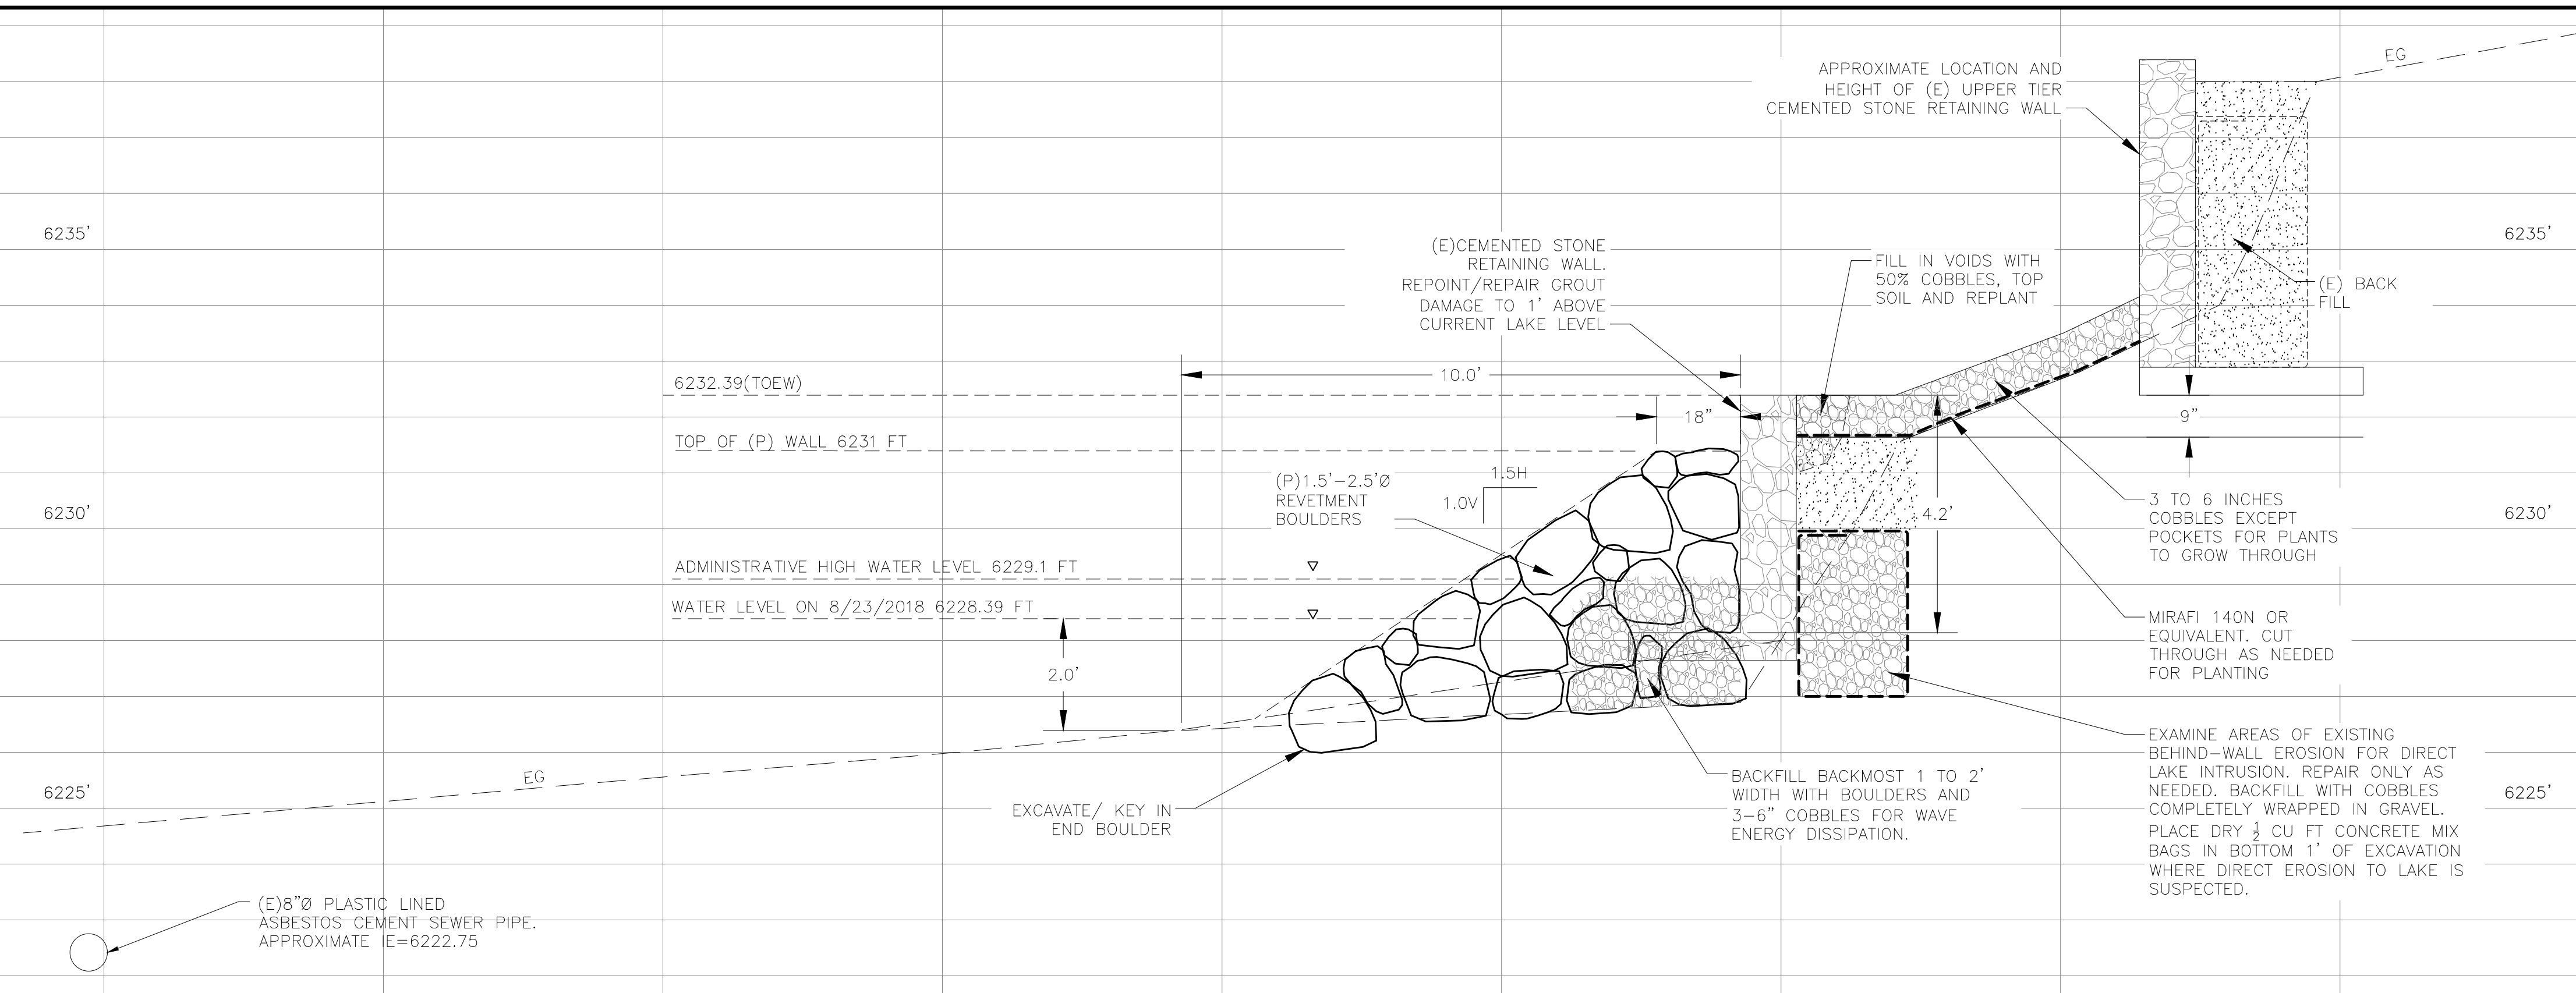 EG
APPROXIMATE LOCATION AND
HEIGHT OF (E) UPPER TIER
CEMENTED STONE RETAINING WALL
6235'
6235'
(E)CEMENTED STONE
RETAINING WALL.
REPOINT/REPAIR GROUT
DAMAGE TO 1' ABOVE
CURRENT LAKE LEVEL
FILL IN VOIDS WITH
50% COBBLES, TOP
SOIL AND REPLANT
(E) BACK
FILL
6232.39(TOEW)
10.0'
18"
9"
TOP OF (P) WALL 6231 FT
(P)1.5'-2.5'Ø
REVETMENT
BOULDERS
1.5H
1.0V
4.2'
3 TO 6 INCHES
COBBLES EXCEPT
POCKETS FOR PLANTS
TO GROW THROUGH
6230'
6230'
ADMINISTRATIVE HIGH WATER LEVEL 6229.1 FT
WATER LEVEL ON 8/23/2018 6228.39 FT
2.0'
MIRAFI 140N OR
EQUIVALENT. CUT
THROUGH AS NEEDED
FOR PLANTING
EXAMINE AREAS OF EXISTING
BEHIND-WALL EROSION FOR DIRECT
LAKE INTRUSION. REPAIR ONLY AS
NEEDED. BACKFILL WITH COBBLES
COMPLETELY WRAPPED IN GRAVEL.
PLACE DRY 1/2 CU FT CONCRETE MIX
BAGS IN BOTTOM 1' OF EXCAVATION
WHERE DIRECT EROSION TO LAKE IS
SUSPECTED.
EG
6225'
6225'
EXCAVATE/ KEY IN
END BOULDER
BACKFILL BACKMOST 1 TO 2'
WIDTH WITH BOULDERS AND
3-6" COBBLES FOR WAVE
ENERGY DISSIPATION.
(E)8"Ø PLASTIC LINED
ASBESTOS CEMENT SEWER PIPE.
APPROXIMATE IE=6222.75